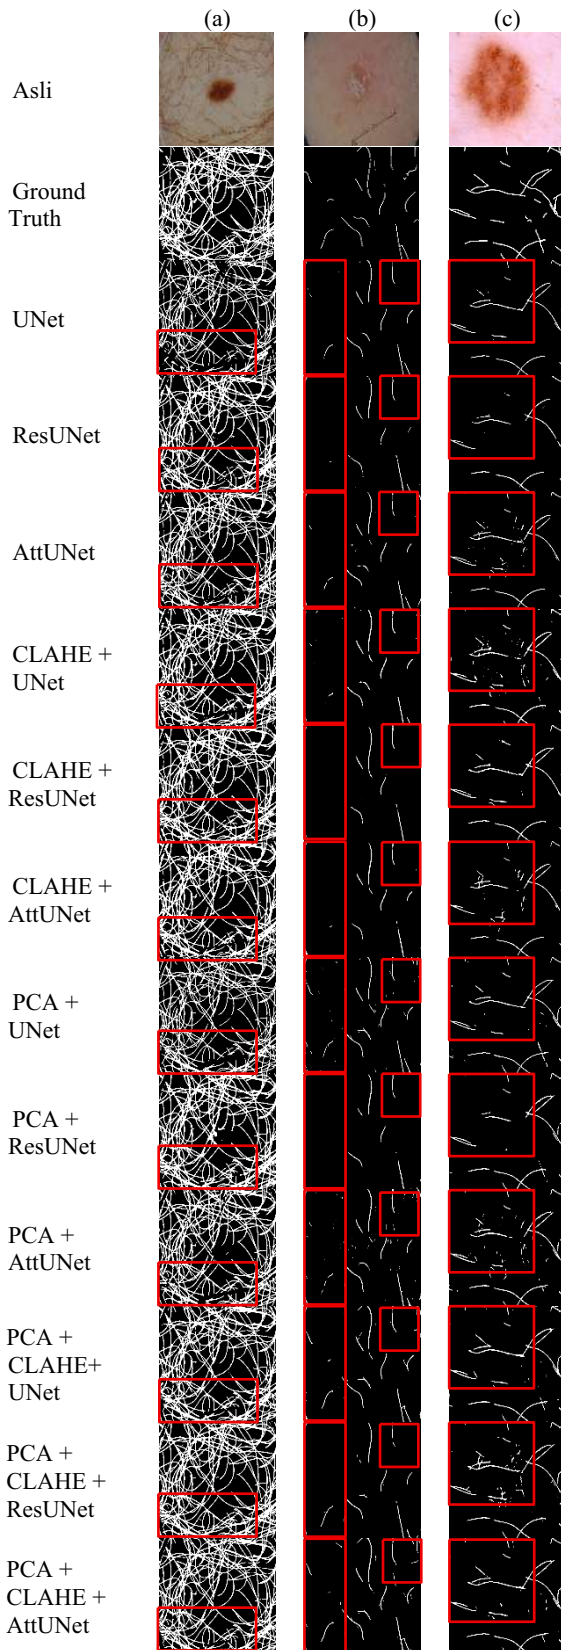 (a) (b) (c)
Asli
Ground
Truth
UNet
ResUNet
AttUNet
CLAHE +
UNet
CLAHE +
ResUNet
CLAHE +
AttUNet
PCA +
UNet
PCA +
ResUNet
PCA +
AttUNet
PCA +
CLAHE+
UNet
PCA +
CLAHE +
ResUNet
PCA +
CLAHE +
AttUNet